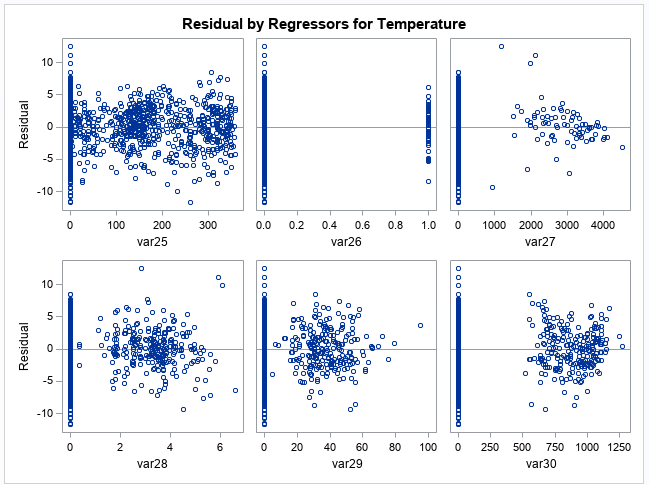 Residual by Regressors for Temperature
Residual
10
5
0
-5
-10
0 100 200 300
var25
0.0 0.2 0.4 0.6 0.8 1.0
var26
0 1000 2000 3000 4000
var27
Residual
10
5
0
-5
-10
0 2 4 6
var28
0 20 40 60 80 100
var29
0 250 500 750 1000 1250
var30